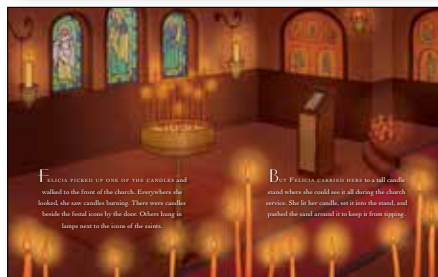 FELICIA PICKED UP ONE OF THE CANDLES and
walked to the front of the church. Everywhere she
looked, she saw candles burning. There were candles
beside the festal icons by the door. Others hung in
lamps next to the icons of the saints.
BUT FELICIA CARRIED HERS to a tall candle
stand where she could see it all during the church
service. She lit her candle, set it into the stand, and
pushed the sand around it to keep it from tipping.